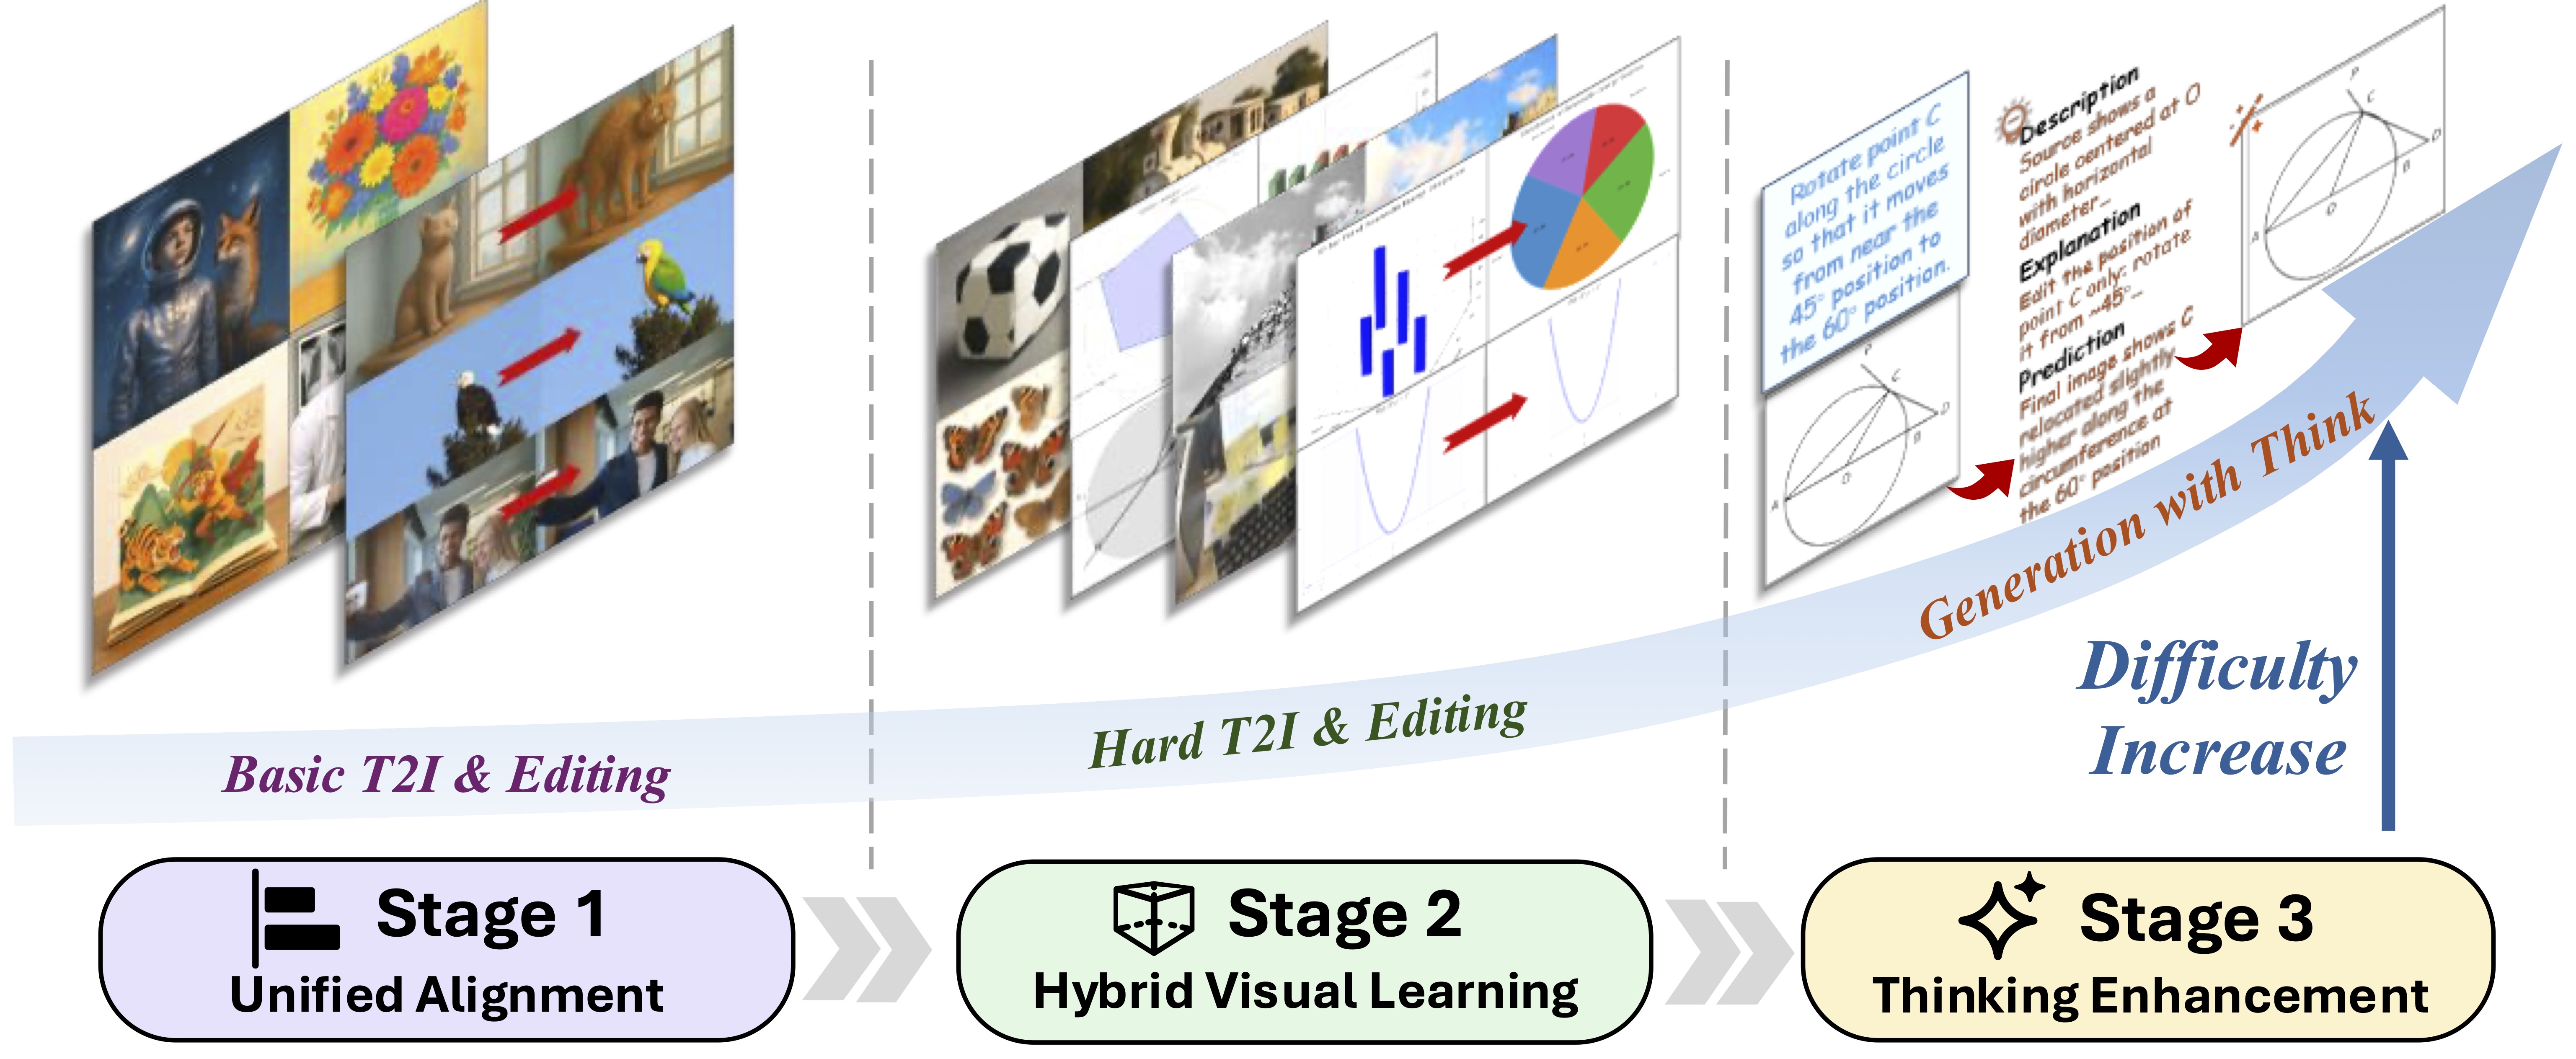 Rotate point C
along the circle
so that it moves
from near the
45° position to
the 60° position.
P
C
D
B
O
A
Description
Source shows a
circle centered at O
with horizontal
diameter...
Explanation
Edit the position of
point C only: rotate
it from ~45°...
Prediction
Final image shows C
relocated slightly
higher along the
circumference at
the 60° position
P
C
D
B
O
A
Basic T2I & Editing
Hard T2I & Editing
Generation with Think
Difficulty
Increase
Stage 1
Unified Alignment
Stage 2
Hybrid Visual Learning
Stage 3
Thinking Enhancement